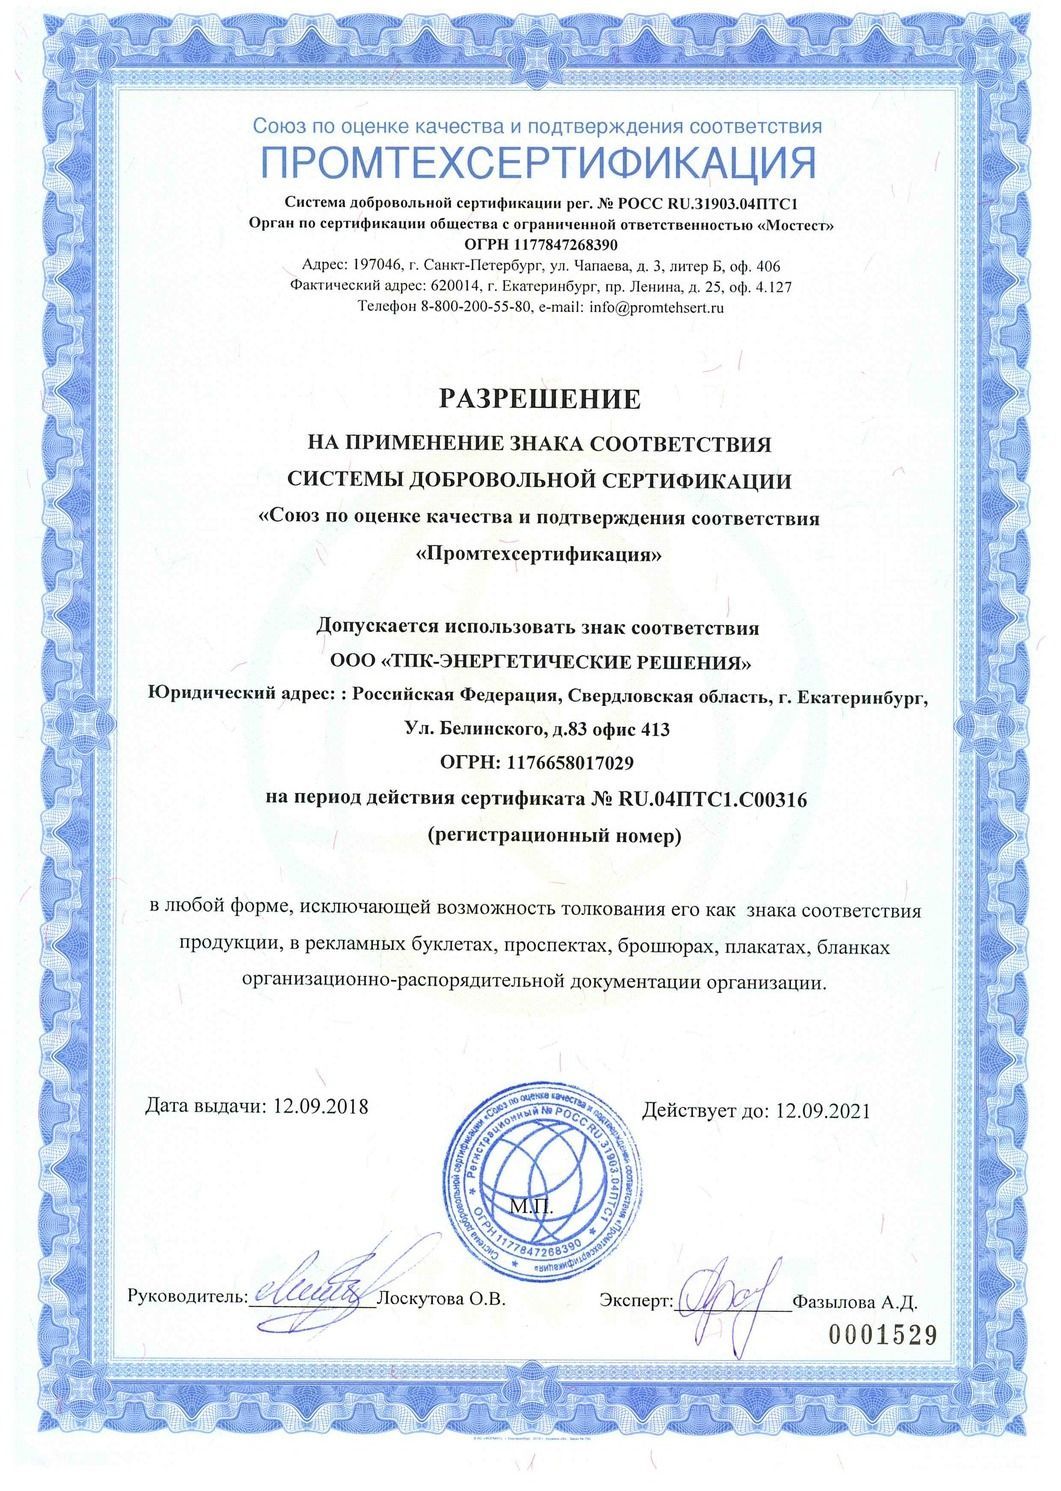 Союз по оценке качества и подтверждения соответствия
ПРОМТЕХСЕРТИФИКАЦИЯ
Система добровольной сертификации рег. № РОСС RU.31903.04ПТС1
Орган по сертификации общества с ограниченной ответственностью «Мостест»
ОГРН 1177847268390
Адрес: 197046, г. Санкт-Петербург, ул. Чапаева, д. 3, литер Б, оф. 406
Фактический адрес: 620014, г. Екатеринбург, пр. Ленина, д. 25, оф. 4.127
Телефон 8-800-200-55-80, e-mail: info@promtehsert.ru
РАЗРЕШЕНИЕ
НА ПРИМЕНЕНИЕ ЗНАКА СООТВЕТСТВИЯ
СИСТЕМЫ ДОБРОВОЛЬНОЙ СЕРТИФИКАЦИИ
«Союз по оценке качества и подтверждения соответствия
«Промтехсертификация»
Допускается использовать знак соответствия
ООО «ТПК-ЭНЕРГЕТИЧЕСКИЕ РЕШЕНИЯ»
Юридический адрес: : Российская Федерация, Свердловская область, г. Екатеринбург,
Ул. Белинского, д.83 офис 413
ОГРН: 1176658017029
на период действия сертификата № RU.04ПТС1.С00316
(регистрационный номер)
в любой форме, исключающей возможность толкования его как знака соответствия
продукции, в рекламных буклетах, проспектах, брошюрах, плакатах, бланках
организационно-распорядительной документации организации.
Дата выдачи: 12.09.2018
Действует до: 12.09.2021
Система добровольной сертификации «Союз по оценке качества и подтверждения соответствия «Промтехсертификация»
Регистрационный № РОСС RU.31903.04ПТС1
ОГРН 1177847268390
М.П.
Руководитель: Лоскутова О.В.
Эксперт: Фазылова А.Д.
0001529